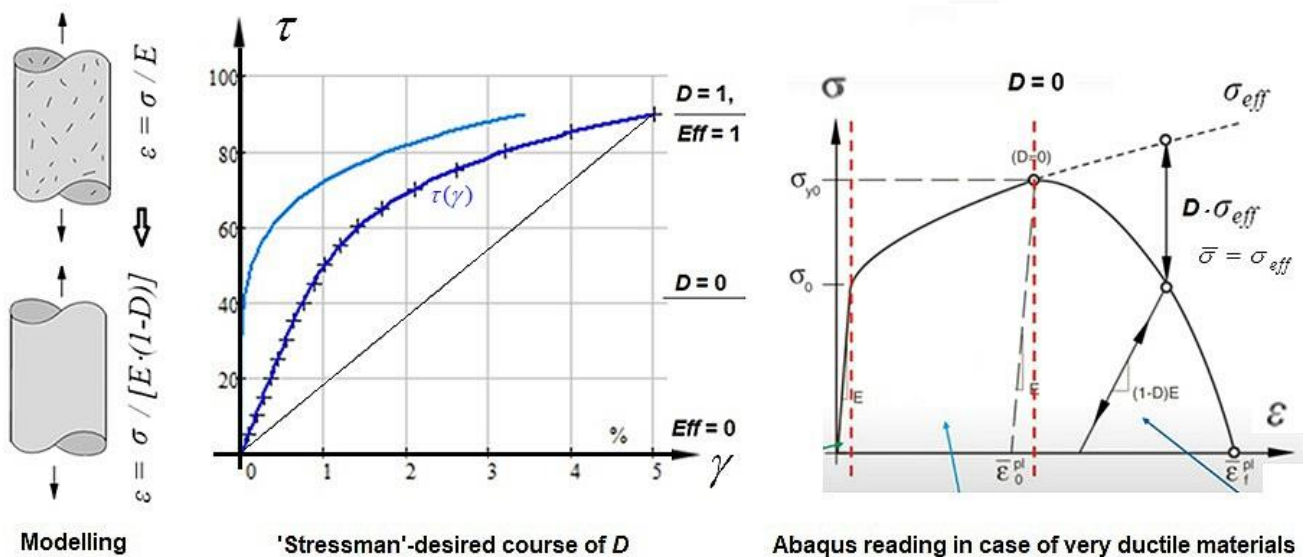 ε = σ / E
ε = σ / [E·(1-D)]
Modelling
τ
100
80
60
40
20
τ(γ)
%
0 1 2 3 4 5
γ
D = 1,
Eff = 1
D = 0
Eff = 0
'Stressman'-desired course of D
D = 0
σ
σ_eff
(D=0)
σ_y0
D·σ_eff
σ̄ = σ_eff
σ_0
E
E
(1-D)E
ε
ε̄_0^pl
ε̄_f^pl
Abaqus reading in case of very ductile materials